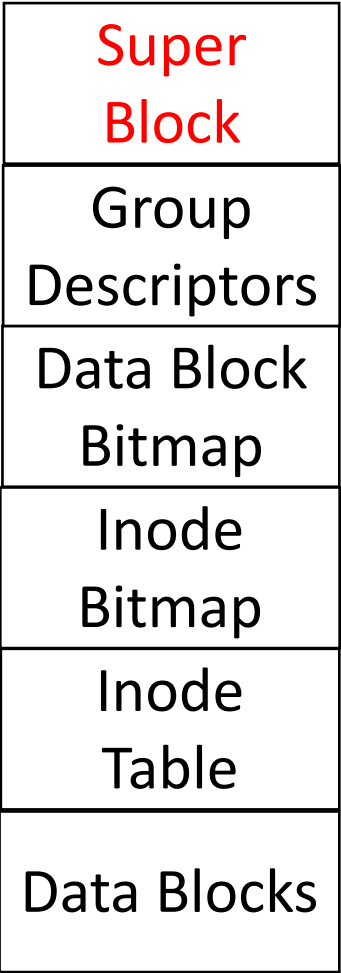 Super
Block
Group
Descriptors
Data Block
Bitmap
Inode
Bitmap
Inode
Table
Data Blocks